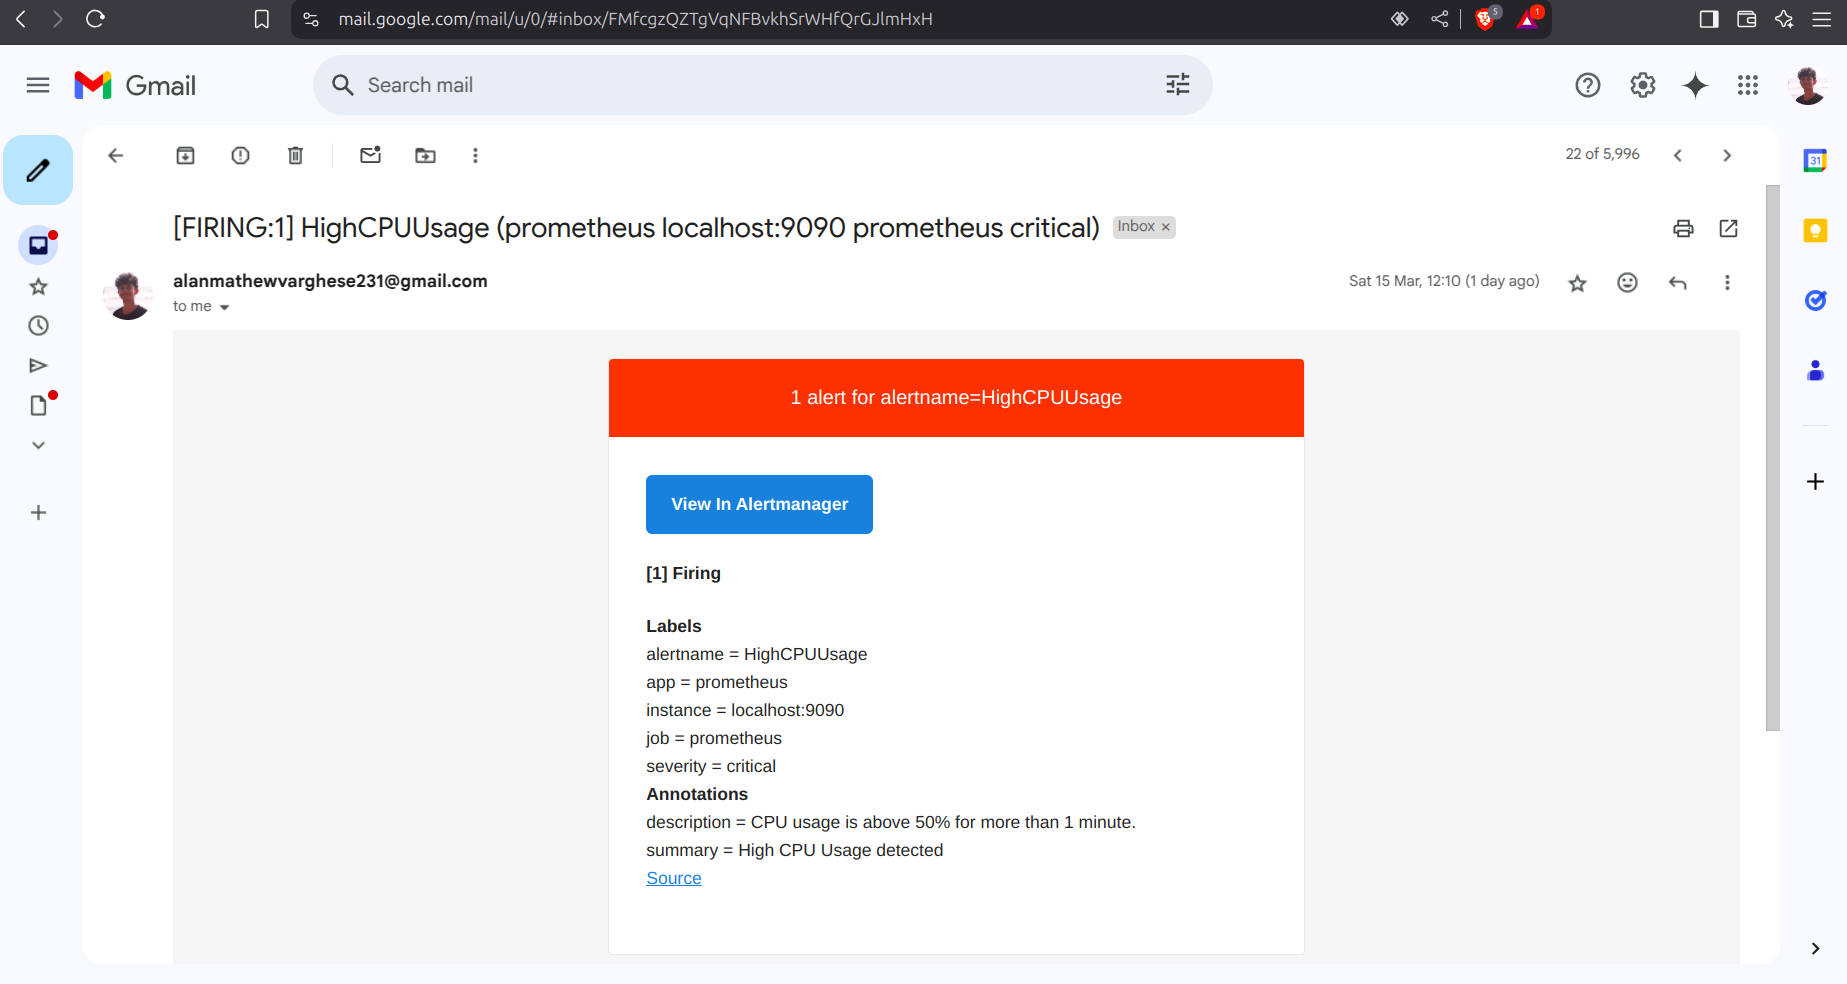 mail.google.com/mail/u/0/#inbox/FMfcgzQZTgVqNFBvkhSrWHfQrGJlmHxH
5
1
Gmail
Search mail
22 of 5,996
31
[FIRING:1] HighCPUUsage (prometheus localhost:9090 prometheus critical)
Inbox ×
alanmathewvarghese231@gmail.com
Sat 15 Mar, 12:10 (1 day ago)
to me
1 alert for alertname=HighCPUUsage
View In Alertmanager
[1] Firing
Labels
alertname = HighCPUUsage
app = prometheus
instance = localhost:9090
job = prometheus
severity = critical
Annotations
description = CPU usage is above 50% for more than 1 minute.
summary = High CPU Usage detected
Source